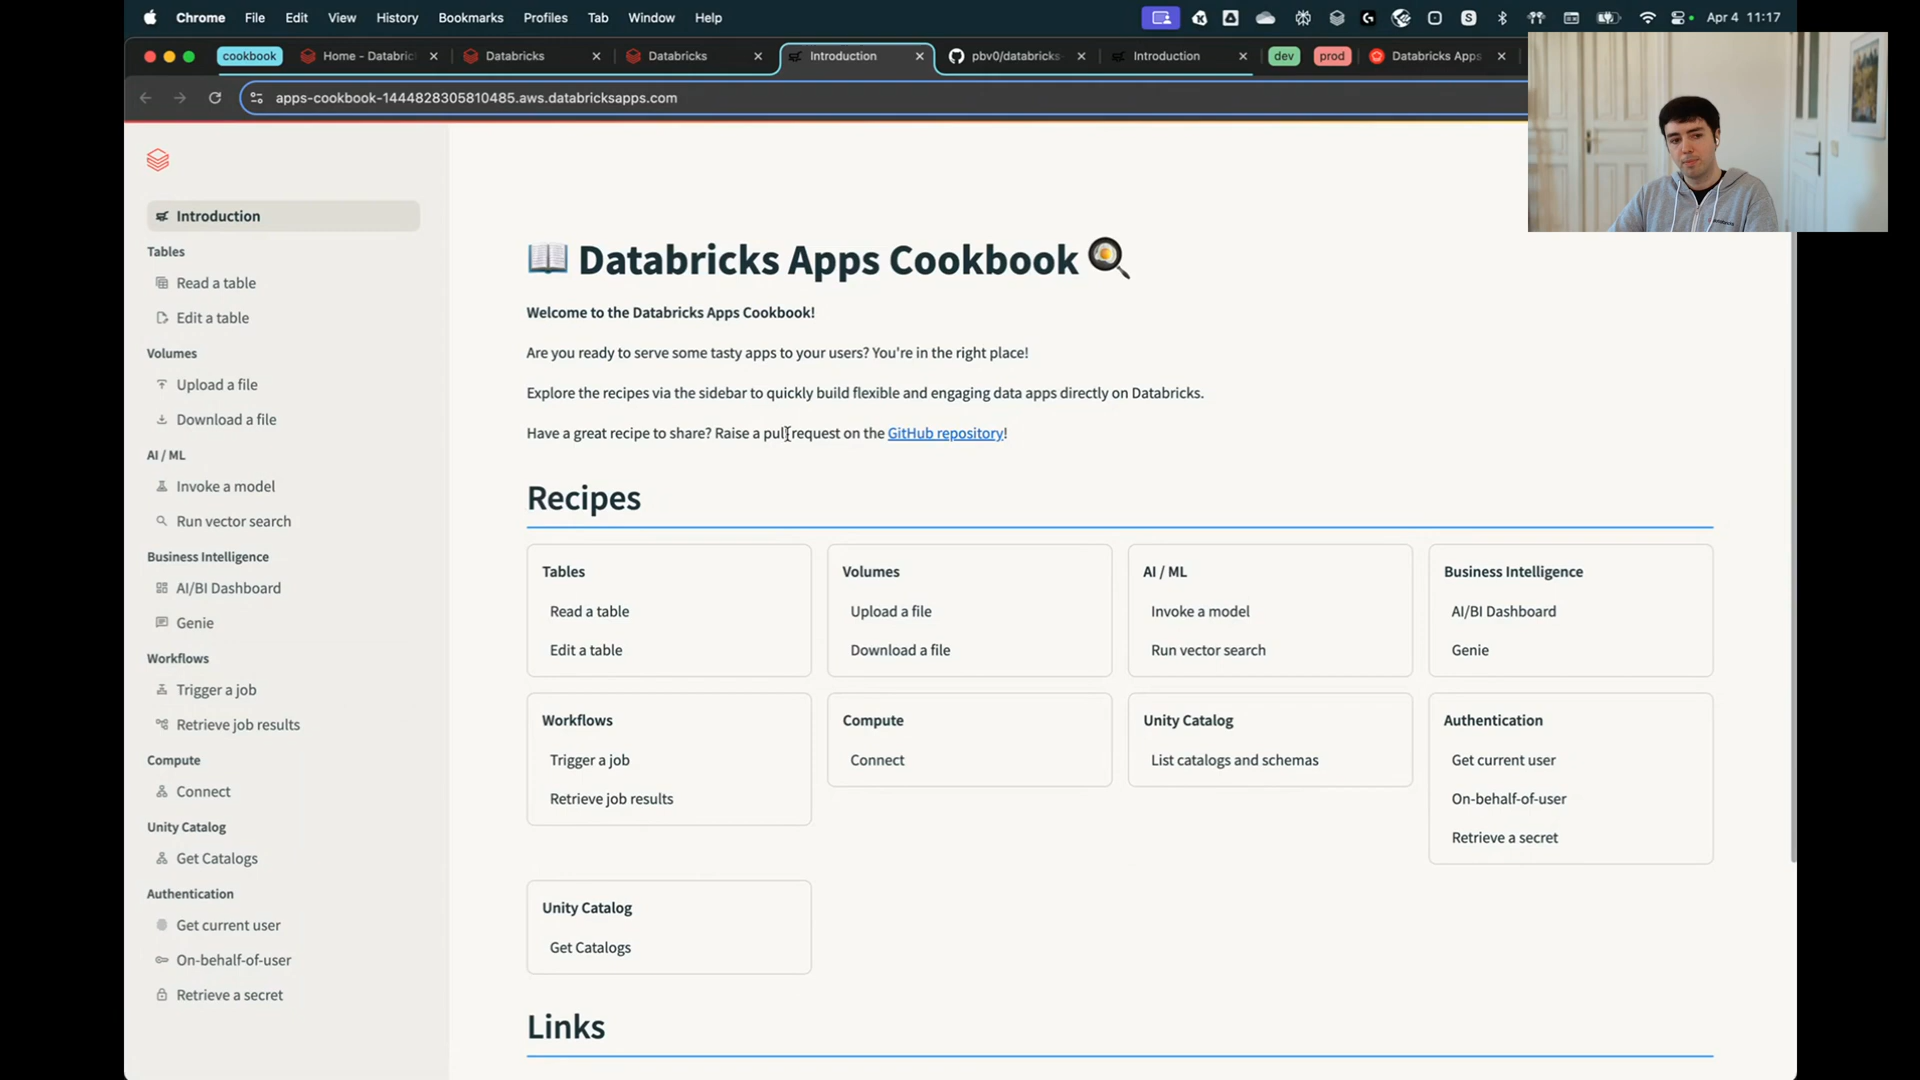 Chrome File Edit View History Bookmarks Profiles Tab Window Help
Apr 4 11:17
cookbook
Home - Databric
Databricks
Databricks
Introduction
pbv0/databricks-
Introduction
dev
prod
Databricks Apps
apps-cookbook-1444828305810485.aws.databricksapps.com
Introduction
Tables
Read a table
Edit a table
Volumes
Upload a file
Download a file
AI / ML
Invoke a model
Run vector search
Business Intelligence
AI/BI Dashboard
Genie
Workflows
Trigger a job
Retrieve job results
Compute
Connect
Unity Catalog
Get Catalogs
Authentication
Get current user
On-behalf-of-user
Retrieve a secret
Databricks Apps Cookbook
Welcome to the Databricks Apps Cookbook!
Are you ready to serve some tasty apps to your users? You're in the right place!
Explore the recipes via the sidebar to quickly build flexible and engaging data apps directly on Databricks.
Have a great recipe to share? Raise a pull request on the GitHub repository!
Recipes
Tables
Read a table
Edit a table
Volumes
Upload a file
Download a file
AI / ML
Invoke a model
Run vector search
Business Intelligence
AI/BI Dashboard
Genie
Workflows
Trigger a job
Retrieve job results
Compute
Connect
Unity Catalog
List catalogs and schemas
Authentication
Get current user
On-behalf-of-user
Retrieve a secret
Unity Catalog
Get Catalogs
Links